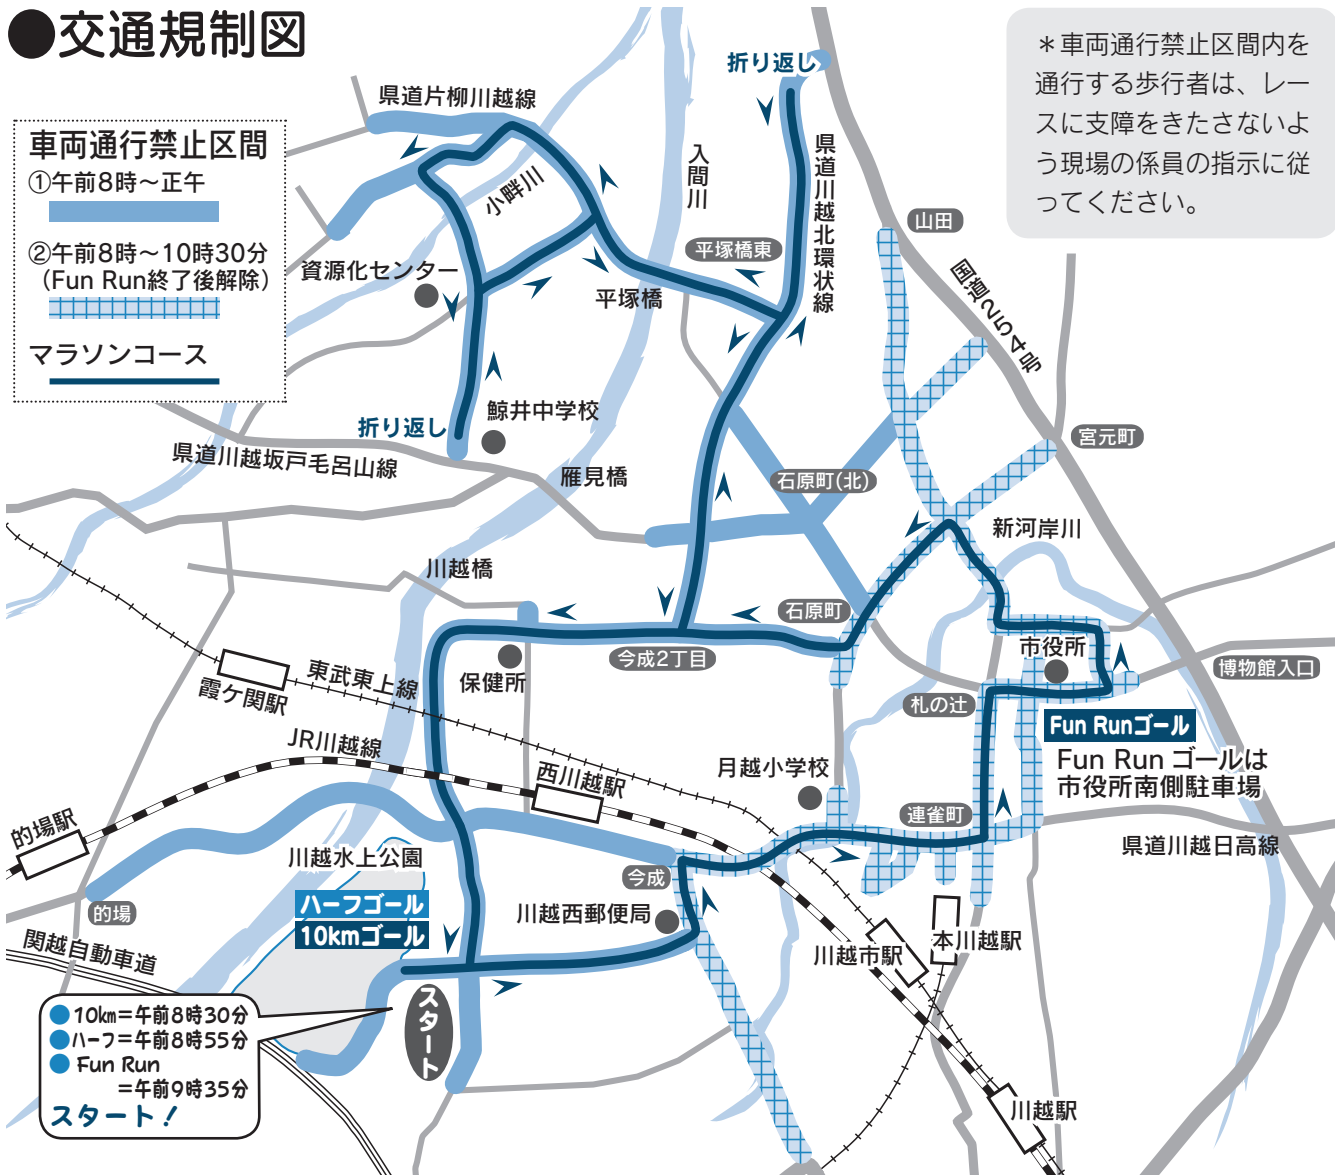 ●交通規制図
＊車両通行禁止区間内を
通行する歩行者は、レー
スに支障をきたさないよ
う現場の係員の指示に従
ってください。
車両通行禁止区間
①午前8時～正午
②午前8時～10時30分
（Fun Run終了後解除）
マラソンコース
折り返し
県道片柳川越線
入間川
県道川越北環状線
小畔川
山田
平塚橋東
国道254号
資源化センター
平塚橋
鯨井中学校
折り返し
宮元町
県道川越坂戸毛呂山線
雁見橋
石原町(北)
新河岸川
川越橋
石原町
市役所
今成2丁目
保健所
博物館入口
東武東上線
霞ケ関駅
札の辻
Fun Runゴール
Fun Run ゴールは
市役所南側駐車場
JR川越線
西川越駅
月越小学校
連雀町
的場駅
県道川越日高線
川越水上公園
今成
的場
ハーフゴール
10kmゴール
川越西郵便局
関越自動車道
川越市駅
本川越駅
スタート
●10km＝午前8時30分
●ハーフ＝午前8時55分
●Fun Run
＝午前9時35分
スタート！
川越駅